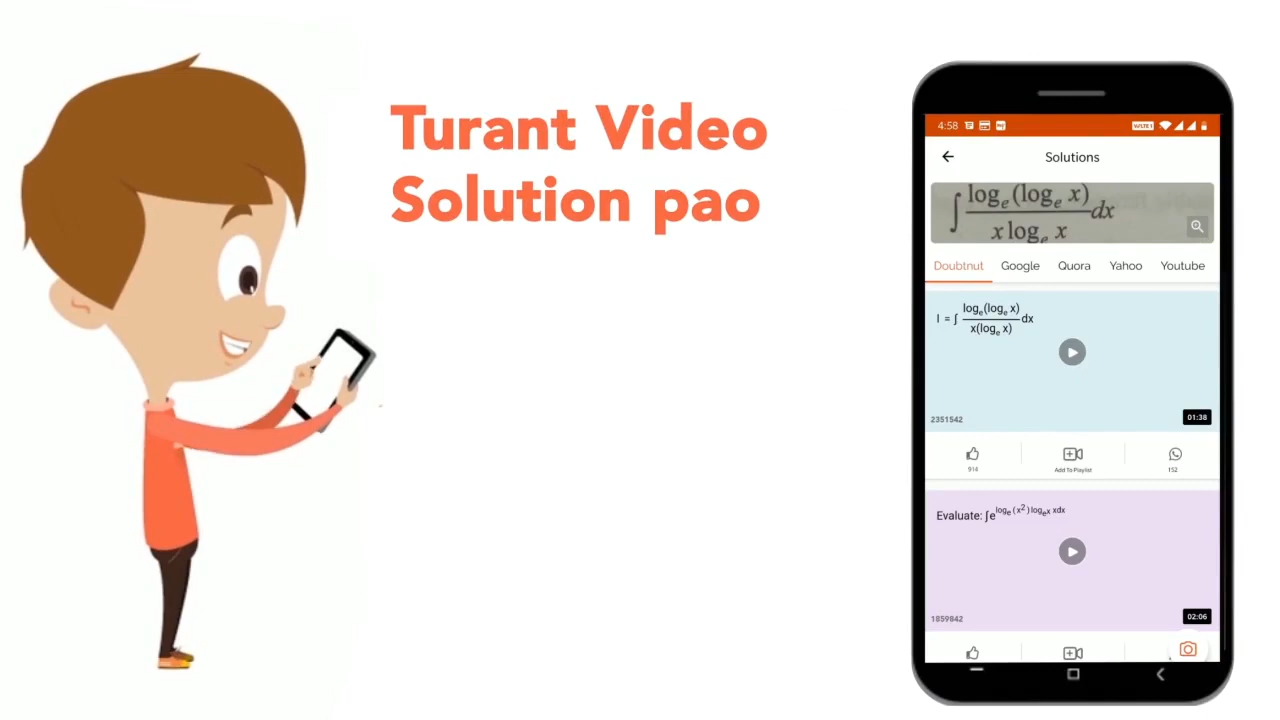 Turant Video
Solution pao
4:58
VoLTE1
Solutions
∫ logₑ(logₑ x) / x logₑ x dx
Doubtnut Google Quora Yahoo Youtube
I = ∫ logₑ(logₑ x) / x(logₑ x) dx
2351542 01:38
914 Add To Playlist 152
Evaluate: ∫e^logₑ(x²)logₑx xdx
1859842 02:06